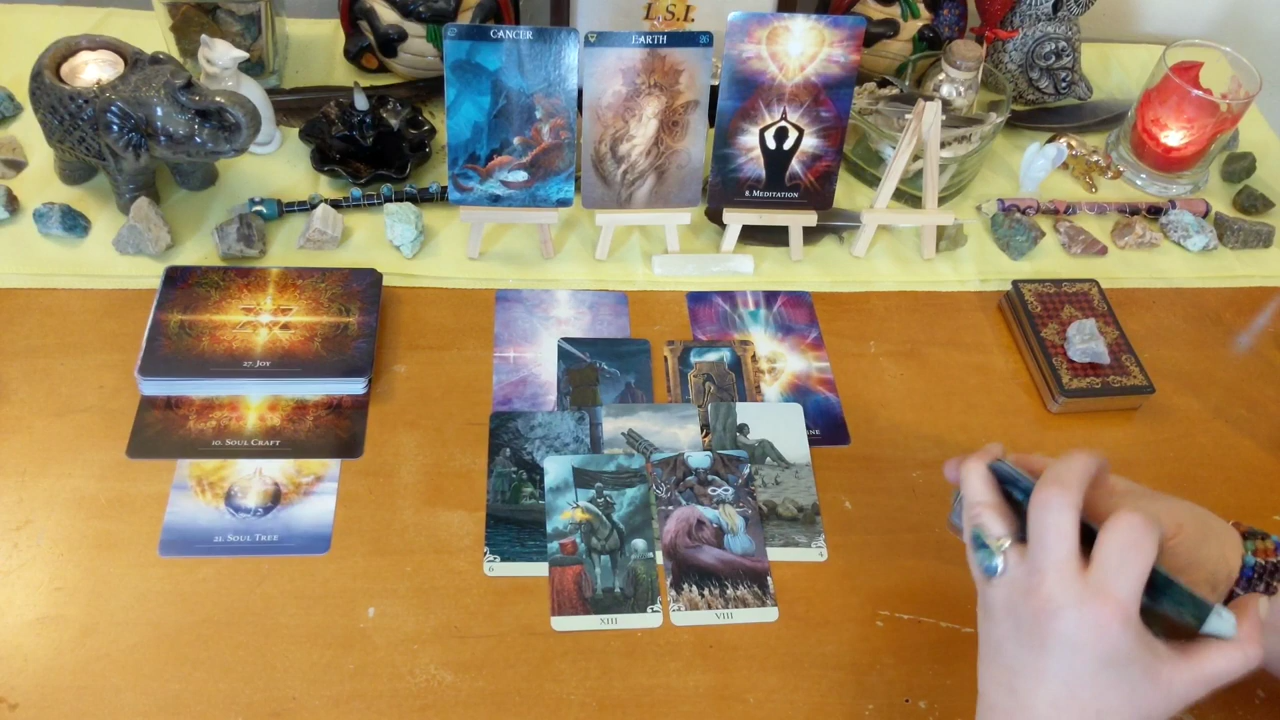 L.S.I.
CANCER
EARTH 26
8. MEDITATION
27. JOY
10. SOUL CRAFT
21. SOUL TREE
6
4
XIII
VIII